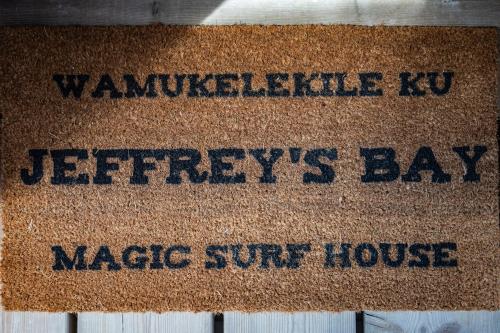 WAMUKELEKILE KU
JEFFREY'S BAY
MAGIC SURF HOUSE